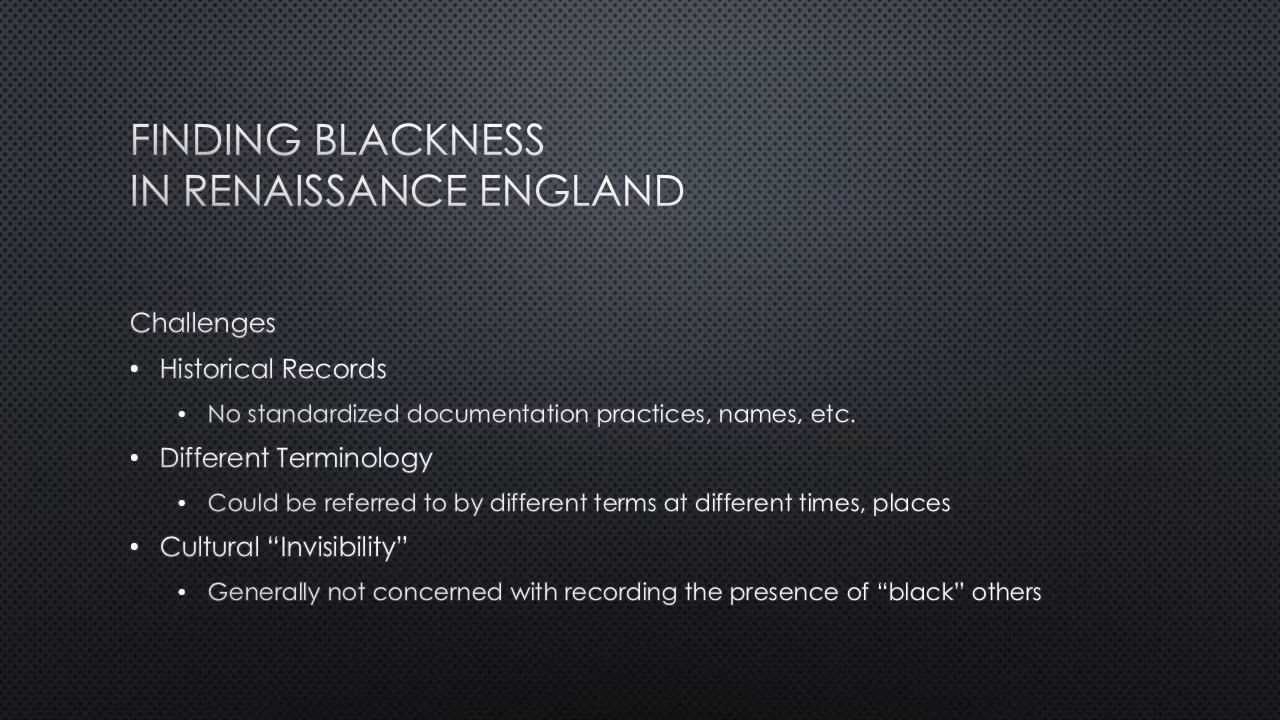 FINDING BLACKNESS
IN RENAISSANCE ENGLAND
Challenges
• Historical Records
• No standardized documentation practices, names, etc.
• Different Terminology
• Could be referred to by different terms at different times, places
• Cultural “Invisibility”
• Generally not concerned with recording the presence of “black” others